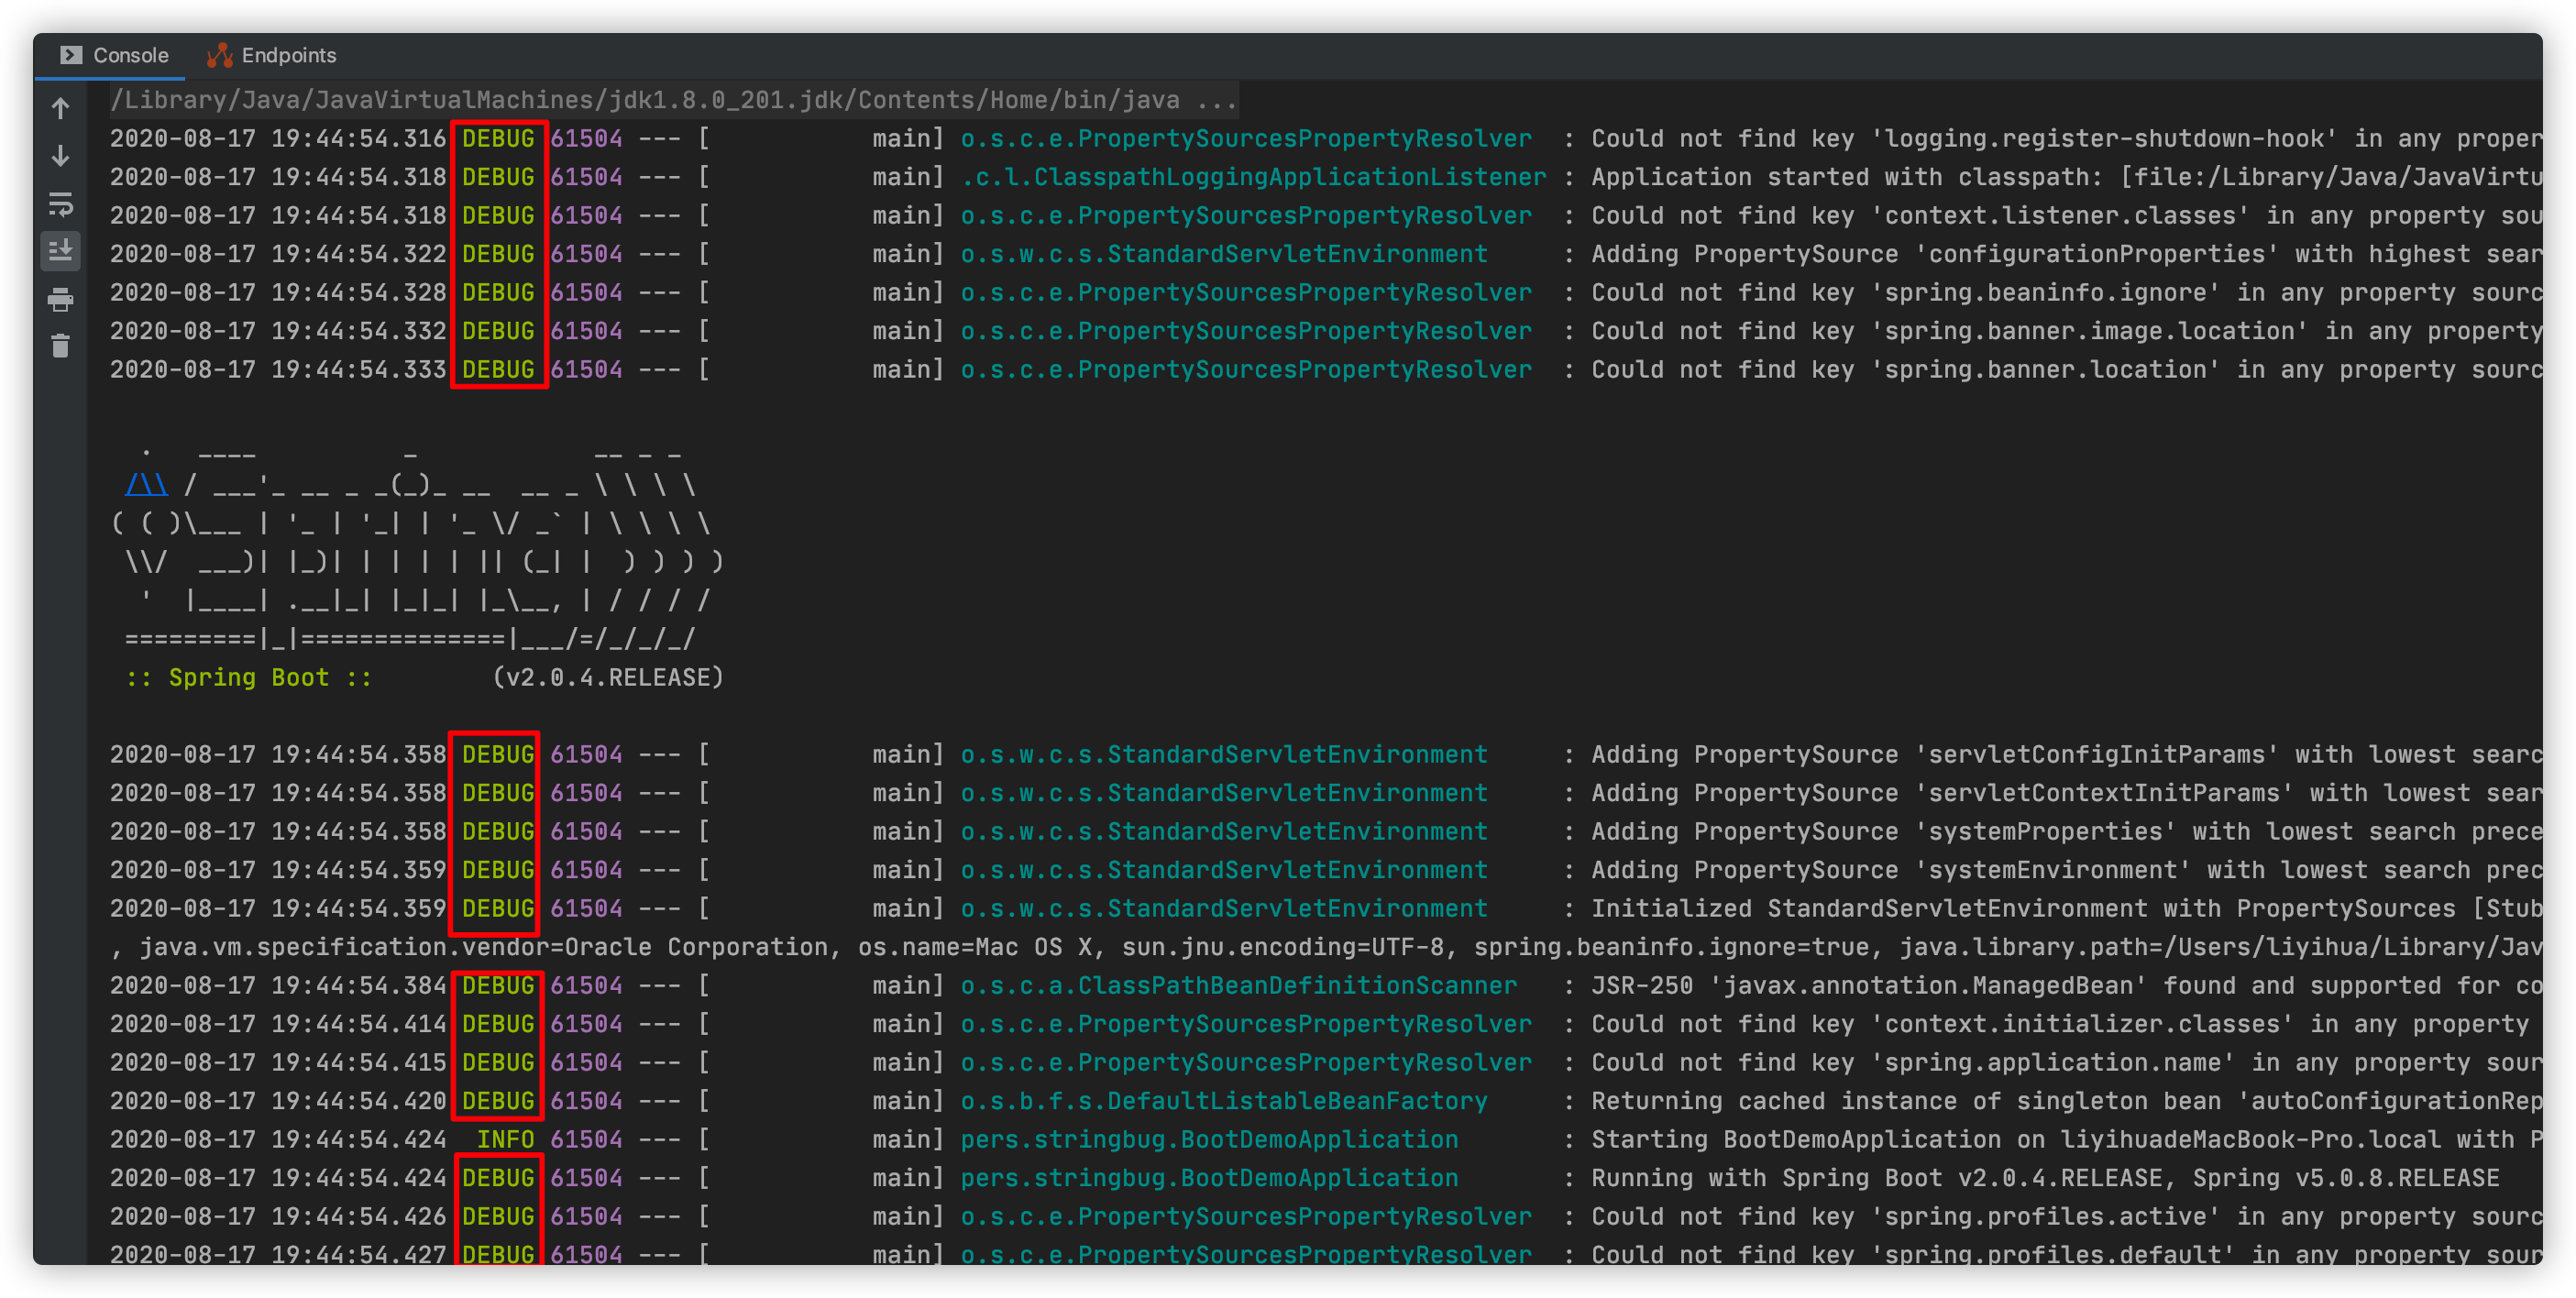 Console Endpoints
/Library/Java/JavaVirtualMachines/jdk1.8.0_201.jdk/Contents/Home/bin/java ...
2020-08-17 19:44:54.316 DEBUG 61504 --- [           main] o.s.c.e.PropertySourcesPropertyResolver  : Could not find key 'logging.register-shutdown-hook' in any proper
2020-08-17 19:44:54.318 DEBUG 61504 --- [           main] .c.l.ClasspathLoggingApplicationListener : Application started with classpath: [file:/Library/Java/JavaVirtu
2020-08-17 19:44:54.318 DEBUG 61504 --- [           main] o.s.c.e.PropertySourcesPropertyResolver  : Could not find key 'context.listener.classes' in any property sou
2020-08-17 19:44:54.322 DEBUG 61504 --- [           main] o.s.w.c.s.StandardServletEnvironment     : Adding PropertySource 'configurationProperties' with highest sear
2020-08-17 19:44:54.328 DEBUG 61504 --- [           main] o.s.c.e.PropertySourcesPropertyResolver  : Could not find key 'spring.beaninfo.ignore' in any property sourc
2020-08-17 19:44:54.332 DEBUG 61504 --- [           main] o.s.c.e.PropertySourcesPropertyResolver  : Could not find key 'spring.banner.image.location' in any property
2020-08-17 19:44:54.333 DEBUG 61504 --- [           main] o.s.c.e.PropertySourcesPropertyResolver  : Could not find key 'spring.banner.location' in any property sourc
  .   ____          _            __ _ _
 /\\ / ___'_ __ _ _(_)_ __  __ _ \ \ \ \
( ( )\___ | '_ | '_| | '_ \/ _` | \ \ \ \
 \\/  ___)| |_)| | | | | || (_| |  ) ) ) )
  '  |____| .__|_| |_|_| |_\__, | / / / /
 =========|_|==============|___/=/_/_/_/
 :: Spring Boot ::        (v2.0.4.RELEASE)
2020-08-17 19:44:54.358 DEBUG 61504 --- [           main] o.s.w.c.s.StandardServletEnvironment     : Adding PropertySource 'servletConfigInitParams' with lowest searc
2020-08-17 19:44:54.358 DEBUG 61504 --- [           main] o.s.w.c.s.StandardServletEnvironment     : Adding PropertySource 'servletContextInitParams' with lowest sear
2020-08-17 19:44:54.358 DEBUG 61504 --- [           main] o.s.w.c.s.StandardServletEnvironment     : Adding PropertySource 'systemProperties' with lowest search prece
2020-08-17 19:44:54.359 DEBUG 61504 --- [           main] o.s.w.c.s.StandardServletEnvironment     : Adding PropertySource 'systemEnvironment' with lowest search prec
2020-08-17 19:44:54.359 DEBUG 61504 --- [           main] o.s.w.c.s.StandardServletEnvironment     : Initialized StandardServletEnvironment with PropertySources [Stub
, java.vm.specification.vendor=Oracle Corporation, os.name=Mac OS X, sun.jnu.encoding=UTF-8, spring.beaninfo.ignore=true, java.library.path=/Users/liyihua/Library/Jav
2020-08-17 19:44:54.384 DEBUG 61504 --- [           main] o.s.c.a.ClassPathBeanDefinitionScanner   : JSR-250 'javax.annotation.ManagedBean' found and supported for co
2020-08-17 19:44:54.414 DEBUG 61504 --- [           main] o.s.c.e.PropertySourcesPropertyResolver  : Could not find key 'context.initializer.classes' in any property
2020-08-17 19:44:54.415 DEBUG 61504 --- [           main] o.s.c.e.PropertySourcesPropertyResolver  : Could not find key 'spring.application.name' in any property sour
2020-08-17 19:44:54.420 DEBUG 61504 --- [           main] o.s.b.f.s.DefaultListableBeanFactory     : Returning cached instance of singleton bean 'autoConfigurationRep
2020-08-17 19:44:54.424  INFO 61504 --- [           main] pers.stringbug.BootDemoApplication       : Starting BootDemoApplication on liyihuadeMacBook-Pro.local with P
2020-08-17 19:44:54.424 DEBUG 61504 --- [           main] pers.stringbug.BootDemoApplication       : Running with Spring Boot v2.0.4.RELEASE, Spring v5.0.8.RELEASE
2020-08-17 19:44:54.426 DEBUG 61504 --- [           main] o.s.c.e.PropertySourcesPropertyResolver  : Could not find key 'spring.profiles.active' in any property sourc
2020-08-17 19:44:54.427 DEBUG 61504 --- [           main] o.s.c.e.PropertySourcesPropertyResolver  : Could not find key 'spring.profiles.default' in any property sour